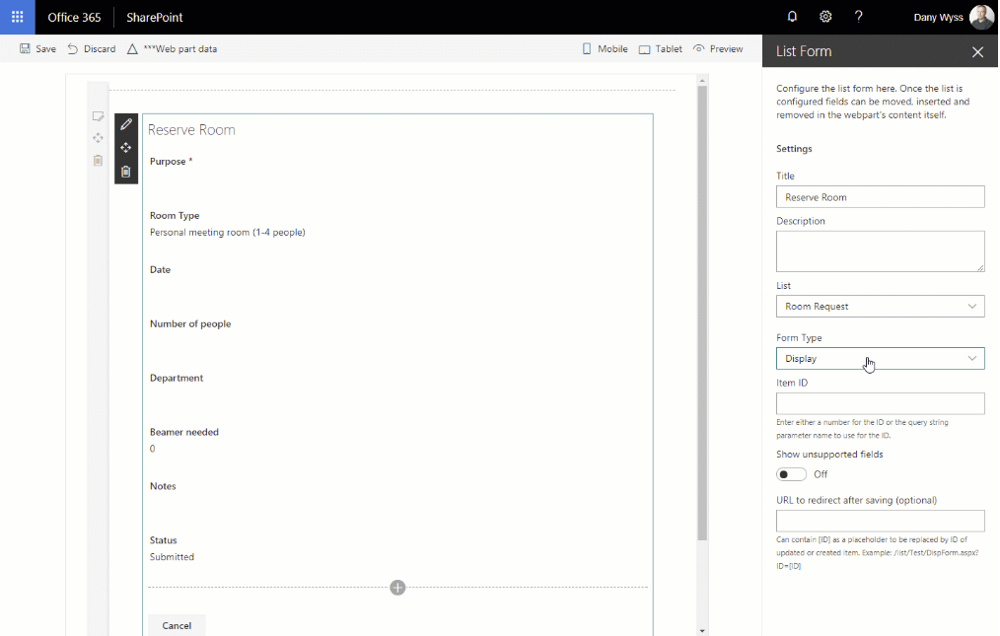 Office 365 SharePoint Dany Wyss
Save Discard ***Web part data Mobile Tablet Preview
Reserve Room
Purpose *
Room Type
Personal meeting room (1-4 people)
Date
Number of people
Department
Beamer needed
0
Notes
Status
Submitted
Cancel
List Form
Configure the list form here. Once the list is
configured fields can be moved, inserted and
removed in the webpart's content itself.
Settings
Title
Reserve Room
Description
List
Room Request
Form Type
Display
Item ID
Enter either a number for the ID or the query string
parameter name to use for the ID.
Show unsupported fields
Off
URL to redirect after saving (optional)
Can contain [ID] as a placeholder to be replaced by ID of
updated or created item. Example: /list/Test/DispForm.aspx?
ID=[ID]